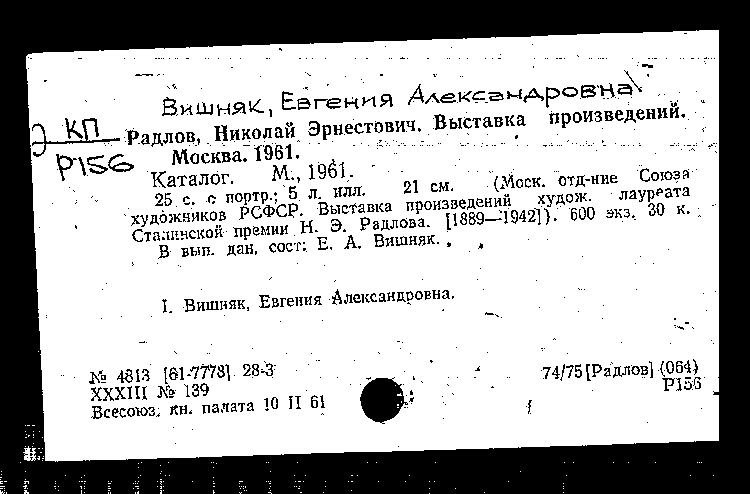 Вишняк, Евгения Александровна
КП
Р156
Радлов, Николай Эрнестович. Выставка произведений.
Москва. 1961.
Каталог. М., 1961.
25 с. с портр.; 5 л. илл. 21 см. (Моск. отд-ние Союза
художников РСФСР. Выставка произведений худож. лауреата
Сталинской премии Н. Э. Радлова. [1889—1942]). 600 экз. 30 к.
В вып. дан. сост: Е. А. Вишняк.
I. Вишняк, Евгения Александровна.
№ 4813 [61-7778] 28-3
74/75 [Радлов] (064)
XXXIII № 139
Р156
Всесоюз. кн. палата 10 II 61